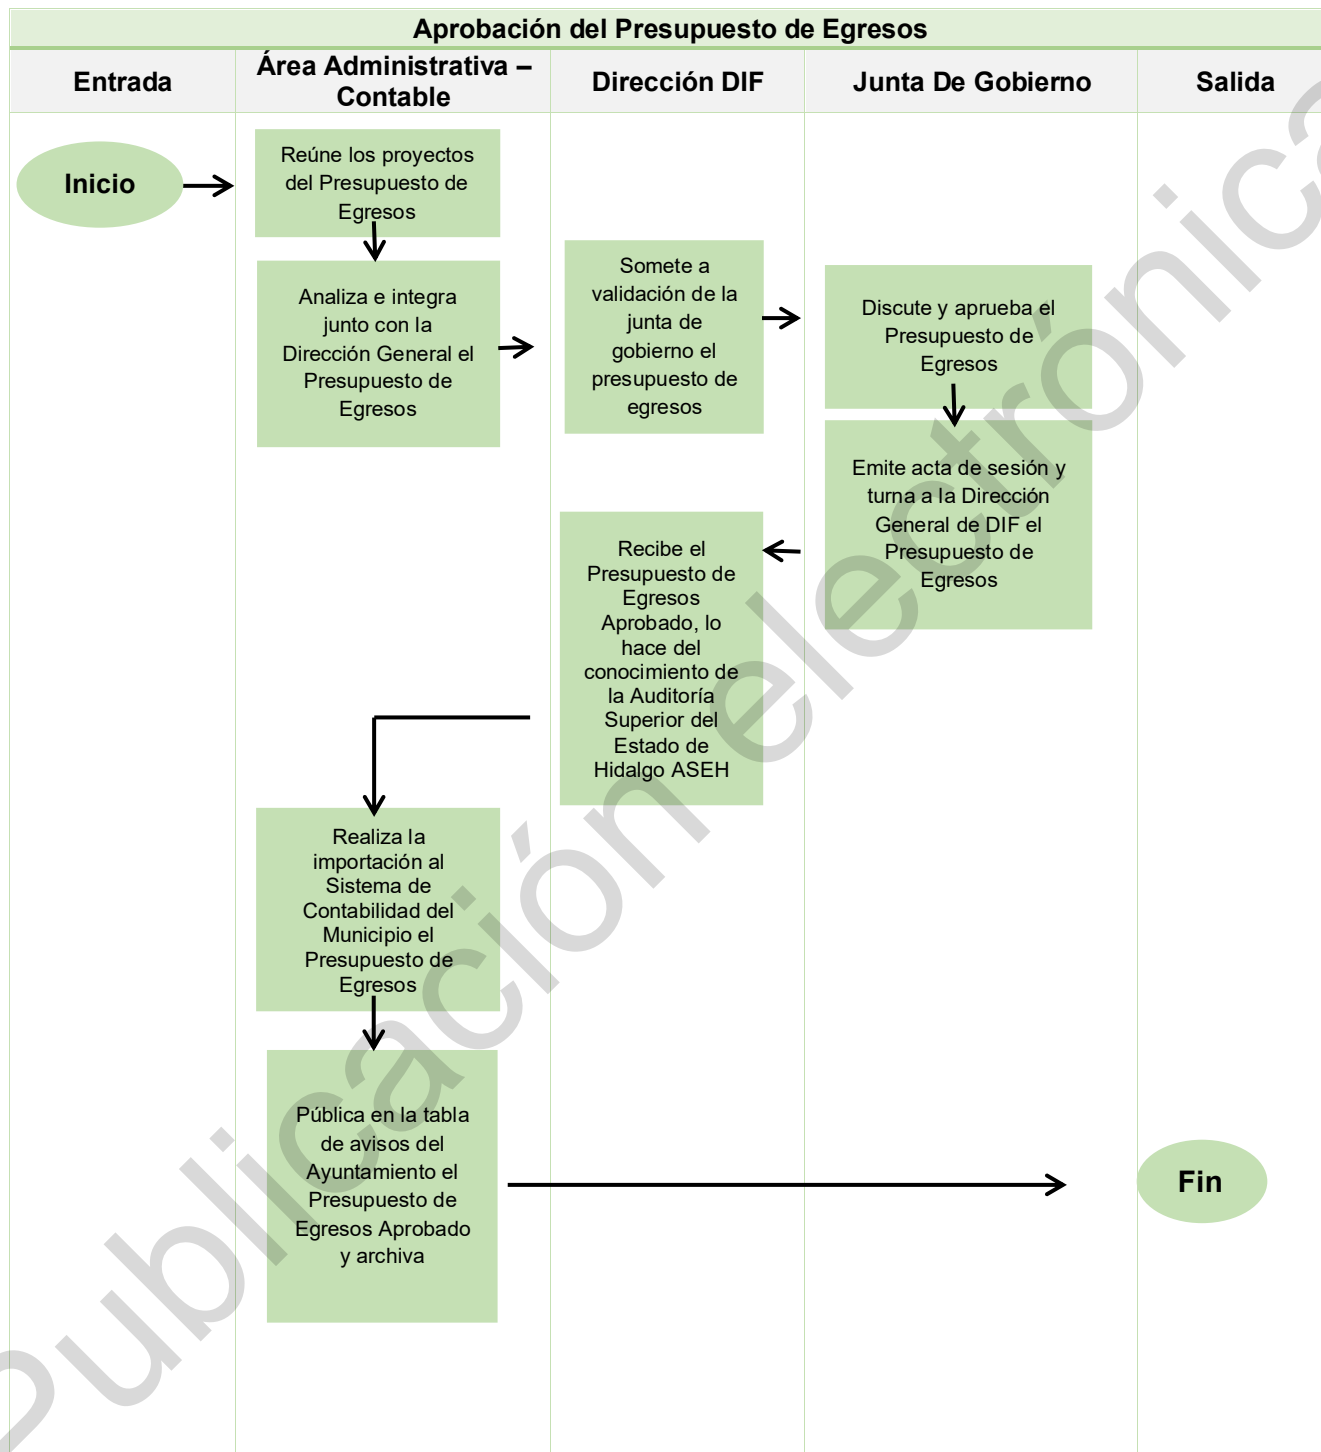 Aprobación del Presupuesto de Egresos
Entrada
Área Administrativa –
Contable
Dirección DIF
Junta De Gobierno
Salida
Inicio
Reúne los proyectos
del Presupuesto de
Egresos
Analiza e integra
junto con la
Dirección General el
Presupuesto de
Egresos
Somete a
validación de la
junta de
gobierno el
presupuesto de
egresos
Discute y aprueba el
Presupuesto de
Egresos
Emite acta de sesión y
turna a la Dirección
General de DIF el
Presupuesto de
Egresos
Recibe el
Presupuesto de
Egresos
Aprobado, lo
hace del
conocimiento de
la Auditoría
Superior del
Estado de
Hidalgo ASEH
Realiza la
importación al
Sistema de
Contabilidad del
Municipio el
Presupuesto de
Egresos
Pública en la tabla
de avisos del
Ayuntamiento el
Presupuesto de
Egresos Aprobado
y archiva
Fin
Publicación electrónica